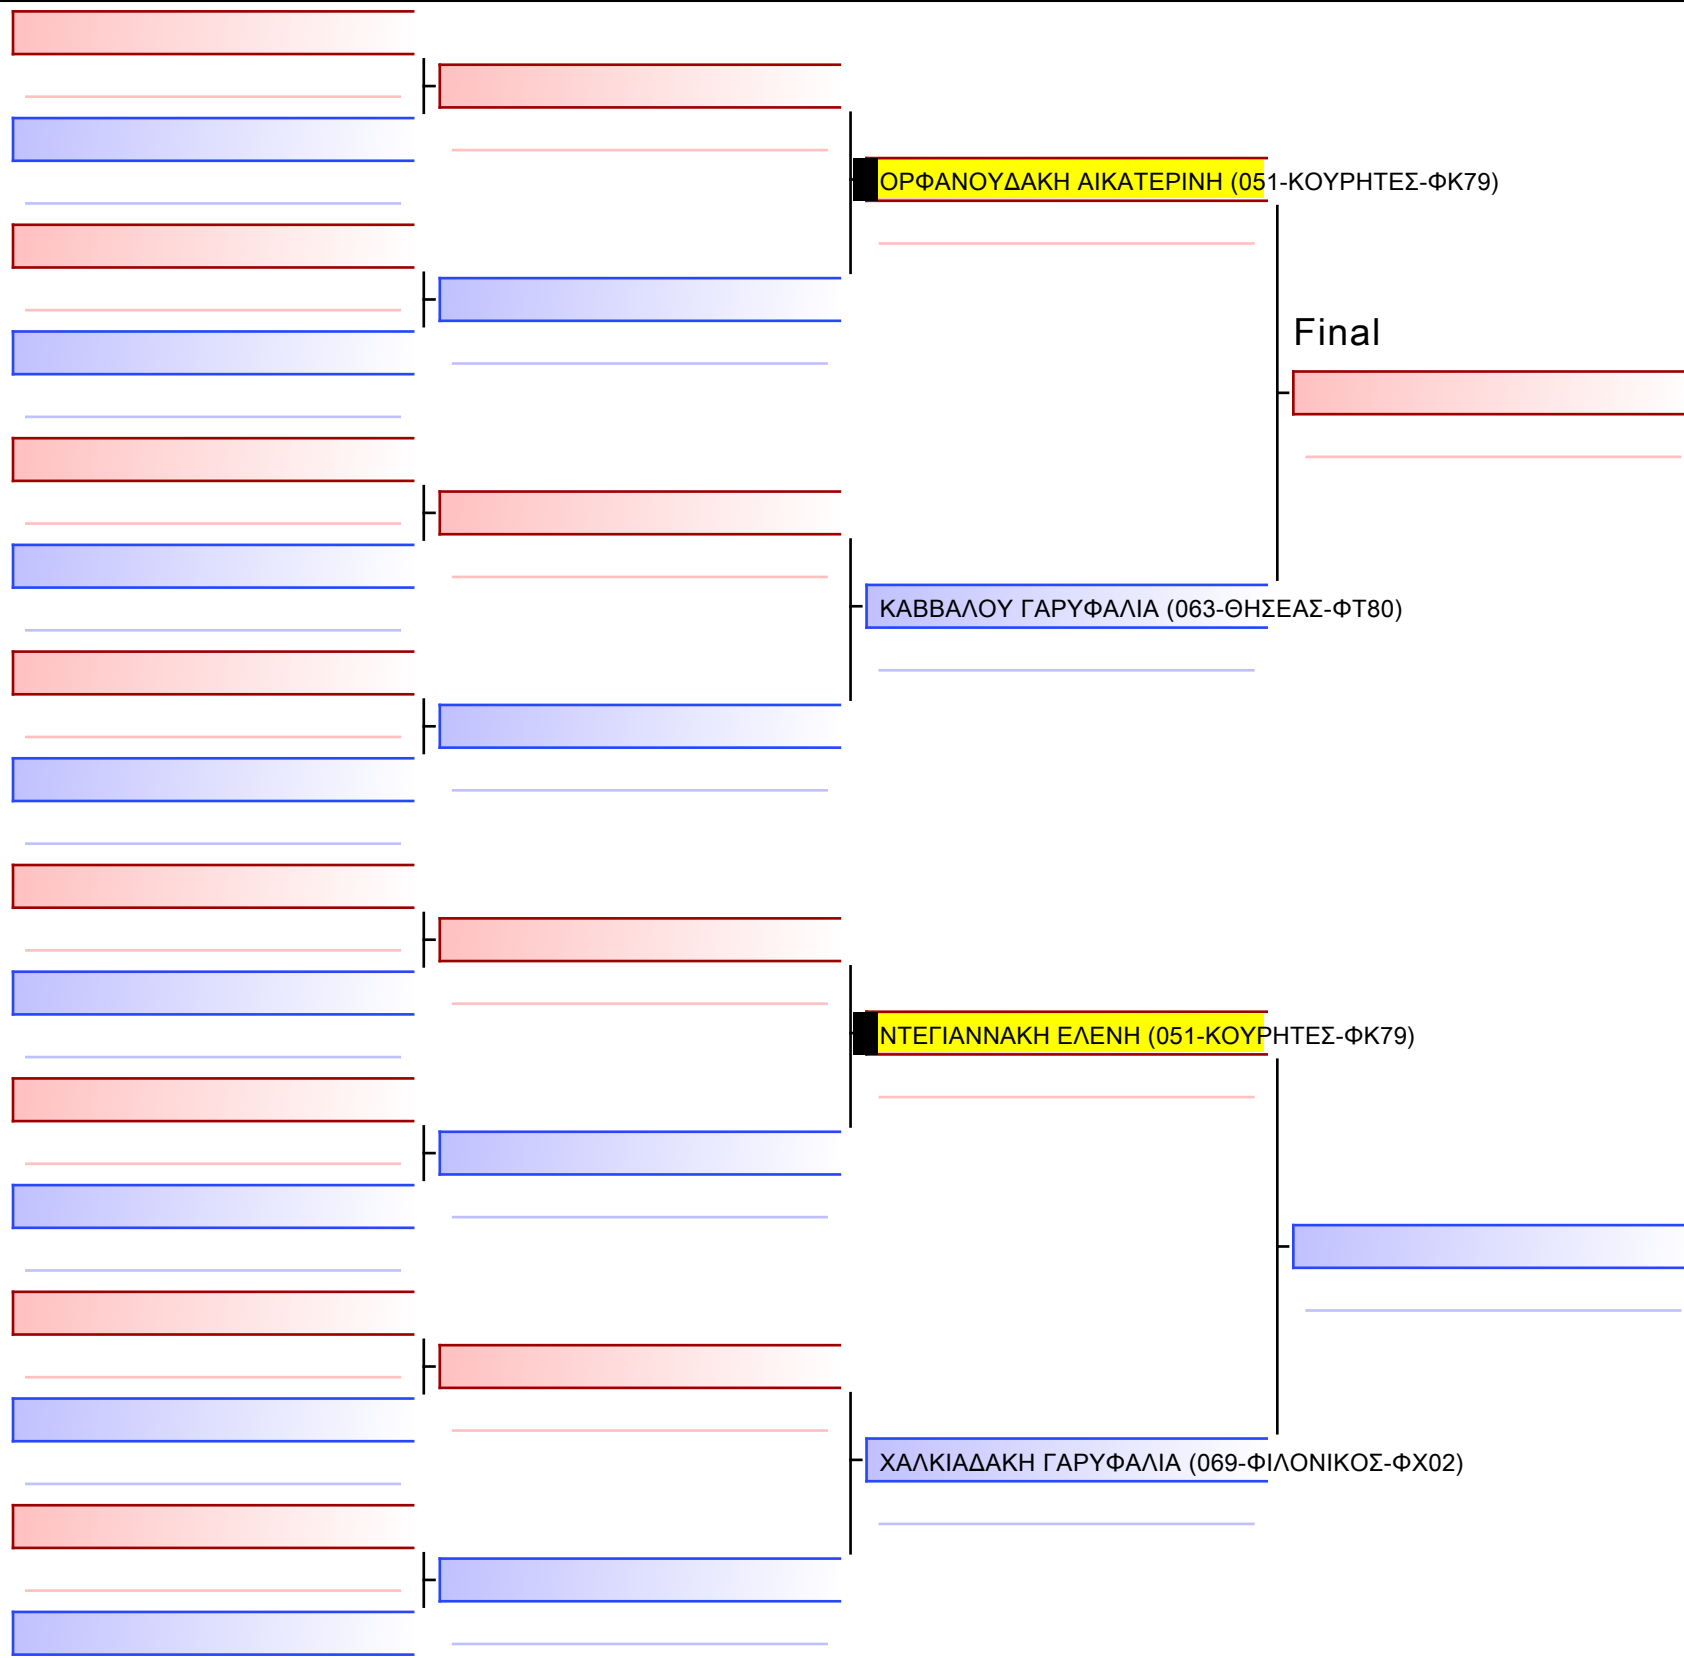 ΟΡΦΑΝΟΥΔΑΚΗ ΑΙΚΑΤΕΡΙΝΗ (051-ΚΟΥΡΗΤΕΣ-ΦΚ79)
Final
ΚΑΒΒΑΛΟΥ ΓΑΡΥΦΑΛΙΑ (063-ΘΗΣΕΑΣ-ΦΤ80)
ΝΤΕΓΙΑΝΝΑΚΗ ΕΛΕΝΗ (051-ΚΟΥΡΗΤΕΣ-ΦΚ79)
ΧΑΛΚΙΑΔΑΚΗ ΓΑΡΥΦΑΛΙΑ (069-ΦΙΛΟΝΙΚΟΣ-ΦΧ02)